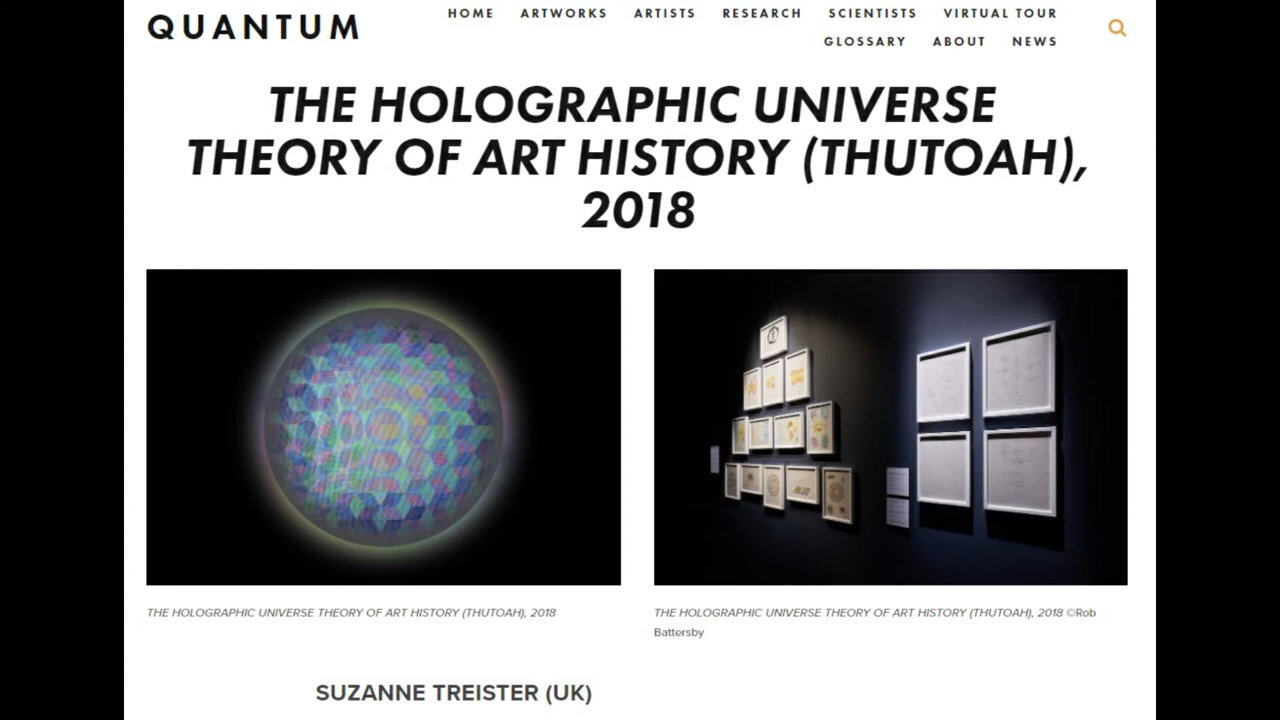 QUANTUM
HOME ARTWORKS ARTISTS RESEARCH SCIENTISTS VIRTUAL TOUR
GLOSSARY ABOUT NEWS
THE HOLOGRAPHIC UNIVERSE
THEORY OF ART HISTORY (THUTOAH),
2018
THE HOLOGRAPHIC UNIVERSE THEORY OF ART HISTORY (THUTOAH), 2018
THE HOLOGRAPHIC UNIVERSE THEORY OF ART HISTORY (THUTOAH), 2018 ©Rob
Battersby
SUZANNE TREISTER (UK)